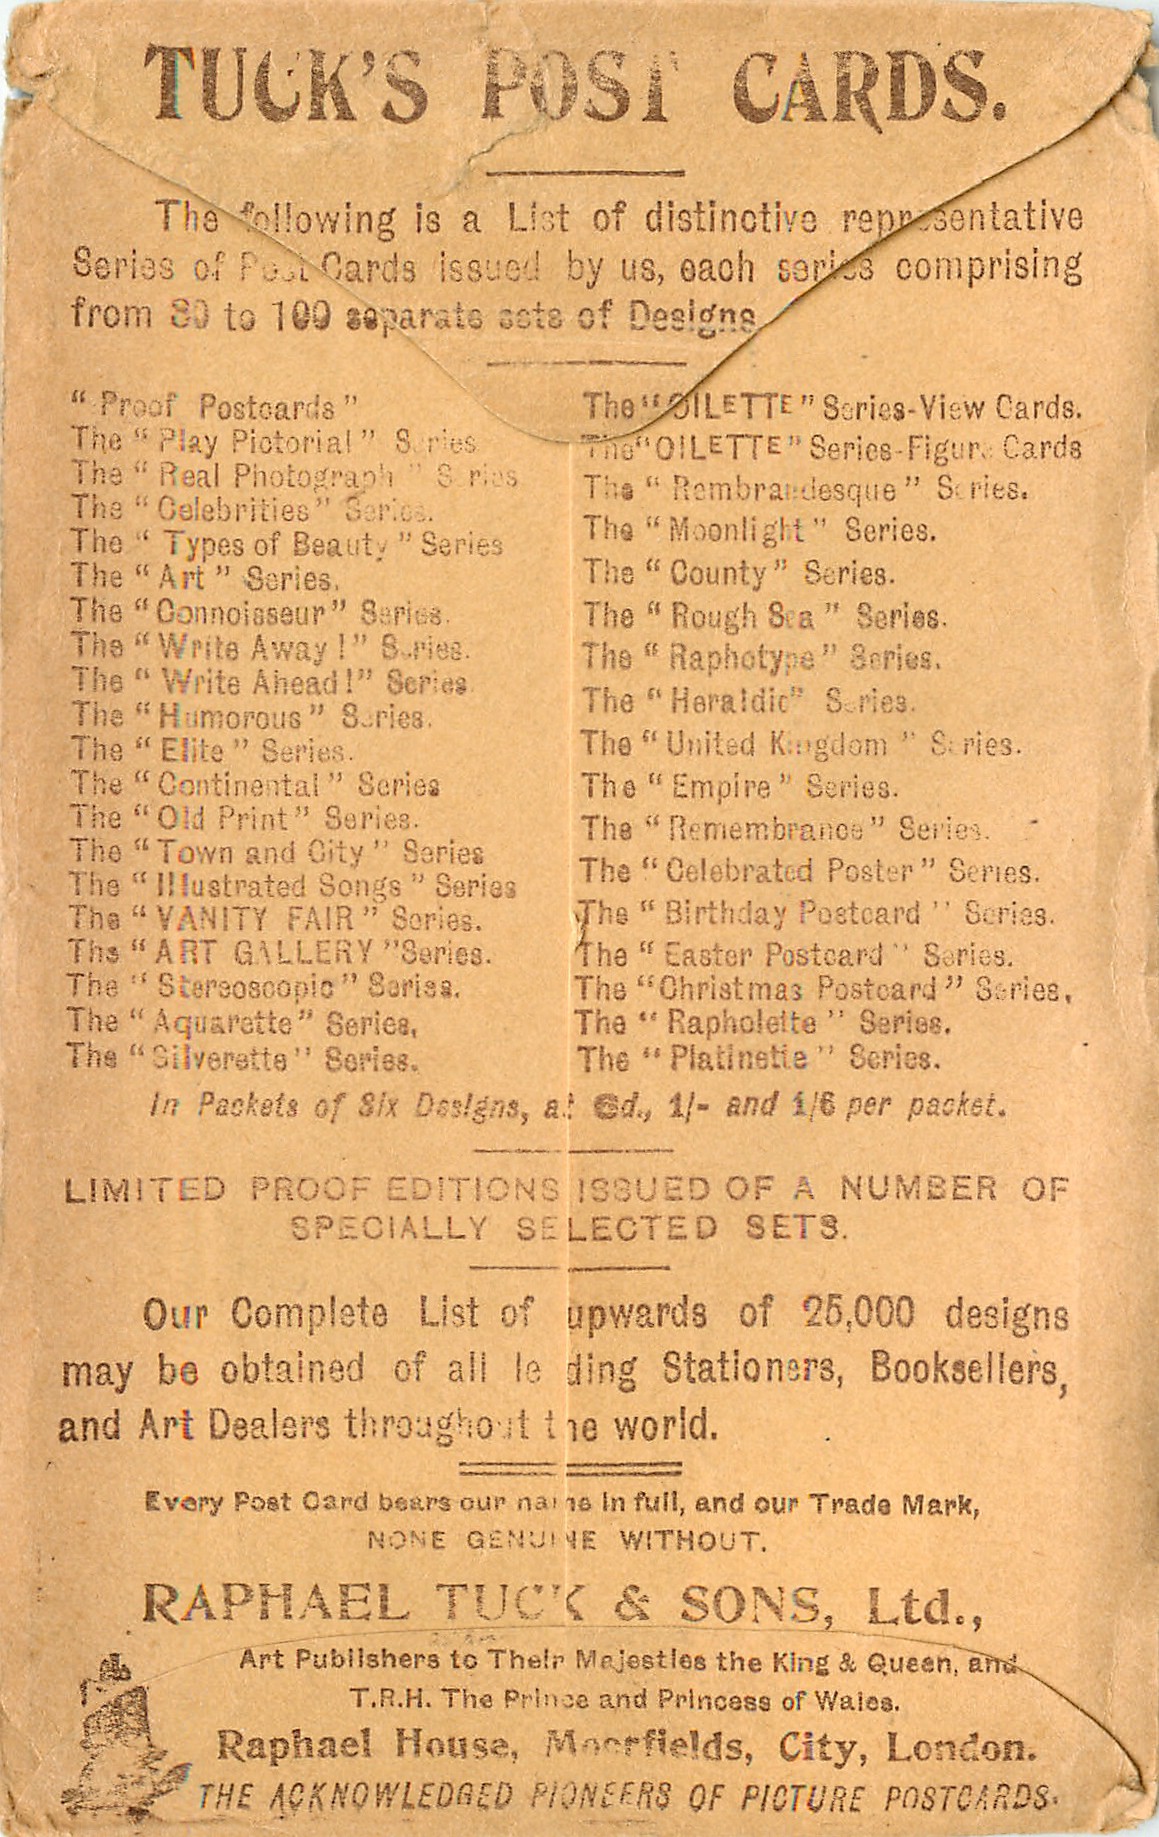 TUCK'S POST CARDS.
The following is a List of distinctive representative
Series of Post Cards issued by us, each series comprising
from 80 to 100 separate sets of Designs
" Proof Postcards "
The " Play Pictorial " Series
The " Real Photograph " Series
The " Celebrities " Series.
The " Types of Beauty " Series
The " Art " Series.
The " Connoisseur " Series.
The " Write Away ! " Series.
The " Write Ahead ! " Series
The " Humorous " Series.
The " Elite " Series.
The " Continental " Series
The " Old Print " Series.
The " Town and City " Series
The " Illustrated Songs " Series
The " VANITY FAIR " Series.
The " ART GALLERY " Series.
The " Stereoscopic " Series.
The " Aquarette " Series.
The " Silverette " Series.
The " OILETTE " Series-View Cards.
The " OILETTE " Series-Figure Cards
The " Rembrandesque " Series.
The " Moonlight " Series.
The " County " Series.
The " Rough Sea " Series.
The " Raphotype " Series.
The " Heraldic " Series.
The " United Kingdom " Series.
The " Empire " Series.
The " Remembrance " Series.
The " Celebrated Poster " Series.
The " Birthday Postcard " Series.
The " Easter Postcard " Series.
The " Christmas Postcard " Series.
The " Rapholette " Series.
The " Platinette " Series.
In Packets of Six Designs, at 6d., 1/- and 1/6 per packet.
LIMITED PROOF EDITIONS ISSUED OF A NUMBER OF
SPECIALLY SELECTED SETS.
Our Complete List of upwards of 25,000 designs
may be obtained of all leading Stationers, Booksellers,
and Art Dealers throughout the world.
Every Post Card bears our name in full, and our Trade Mark,
NONE GENUINE WITHOUT.
RAPHAEL TUCK & SONS, Ltd.,
Art Publishers to Their Majesties the King & Queen, and
T.R.H. The Prince and Princess of Wales.
Raphael House, Moorfields, City, London.
THE ACKNOWLEDGED PIONEERS OF PICTURE POSTCARDS.